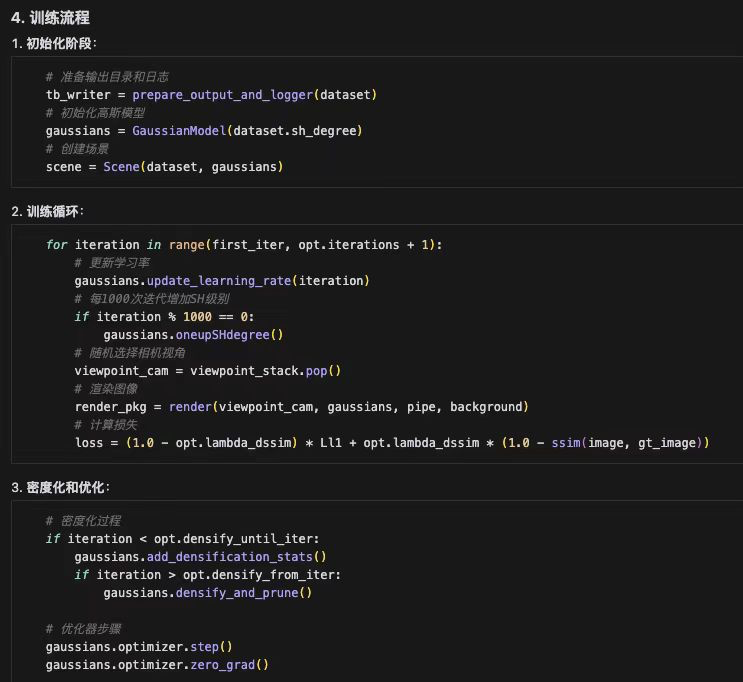 4. 训练流程
1. 初始化阶段：
# 准备输出目录和日志
tb_writer = prepare_output_and_logger(dataset)
# 初始化高斯模型
gaussians = GaussianModel(dataset.sh_degree)
# 创建场景
scene = Scene(dataset, gaussians)
2. 训练循环：
for iteration in range(first_iter, opt.iterations + 1):
# 更新学习率
gaussians.update_learning_rate(iteration)
# 每1000次迭代增加SH级别
if iteration % 1000 == 0:
gaussians.oneupSHdegree()
# 随机选择相机视角
viewpoint_cam = viewpoint_stack.pop()
# 渲染图像
render_pkg = render(viewpoint_cam, gaussians, pipe, background)
# 计算损失
loss = (1.0 - opt.lambda_dssim) * Ll1 + opt.lambda_dssim * (1.0 - ssim(image, gt_image))
3. 密度化和优化：
# 密度化过程
if iteration < opt.densify_until_iter:
gaussians.add_densification_stats()
if iteration > opt.densify_from_iter:
gaussians.densify_and_prune()
# 优化器步骤
gaussians.optimizer.step()
gaussians.optimizer.zero_grad()